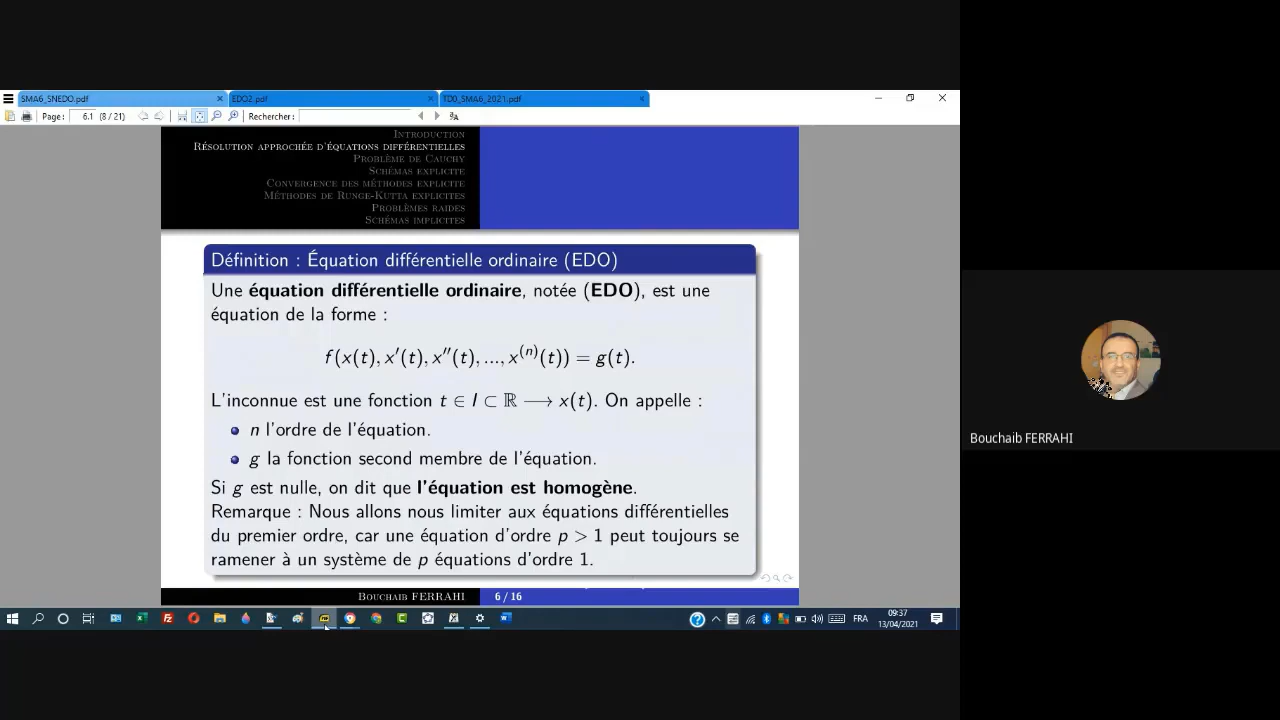 SMA6_SNEDO.pdf
EDO2.pdf
TD0_SMA6_2021.pdf
Page: 6.1 (8 / 21)
Rechercher:
Introduction
Résolution approchée d'équations différentielles
Problème de Cauchy
Schémas explicite
Convergence des méthodes explicite
Méthodes de Runge-Kutta explicites
Problèmes raides
Schémas implicites
Définition : Équation différentielle ordinaire (EDO)
Une équation différentielle ordinaire, notée (EDO), est une
équation de la forme :
f(x(t), x′(t), x′′(t), ..., x⁽ⁿ⁾(t)) = g(t).
L'inconnue est une fonction t ∈ I ⊂ ℝ ⟶ x(t). On appelle :
n l'ordre de l'équation.
g la fonction second membre de l'équation.
Si g est nulle, on dit que l'équation est homogène.
Remarque : Nous allons nous limiter aux équations différentielles
du premier ordre, car une équation d'ordre p > 1 peut toujours se
ramener à un système de p équations d'ordre 1.
Bouchaib FERRAHI
6 / 16
FRA
09:37
13/04/2021
Bouchaib FERRAHI